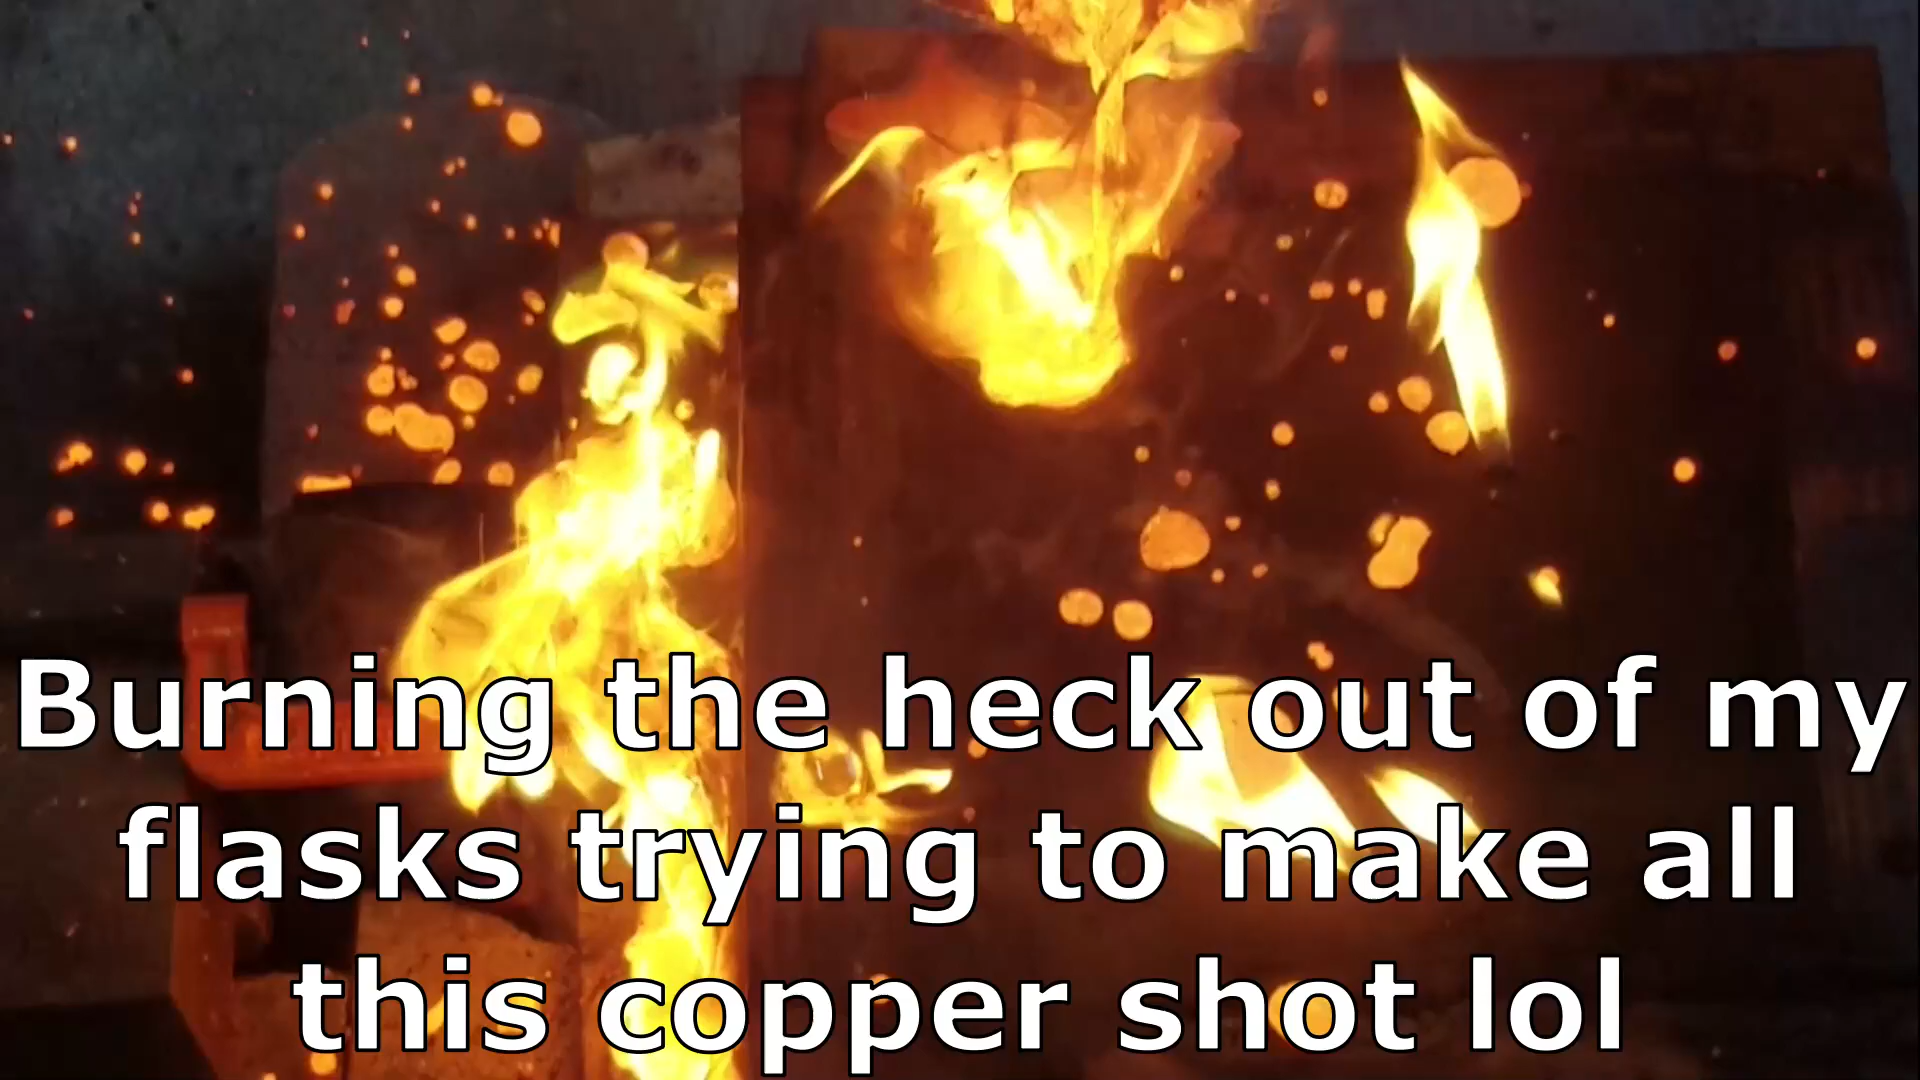 Burning the heck out of my
flasks trying to make all
this copper shot lol